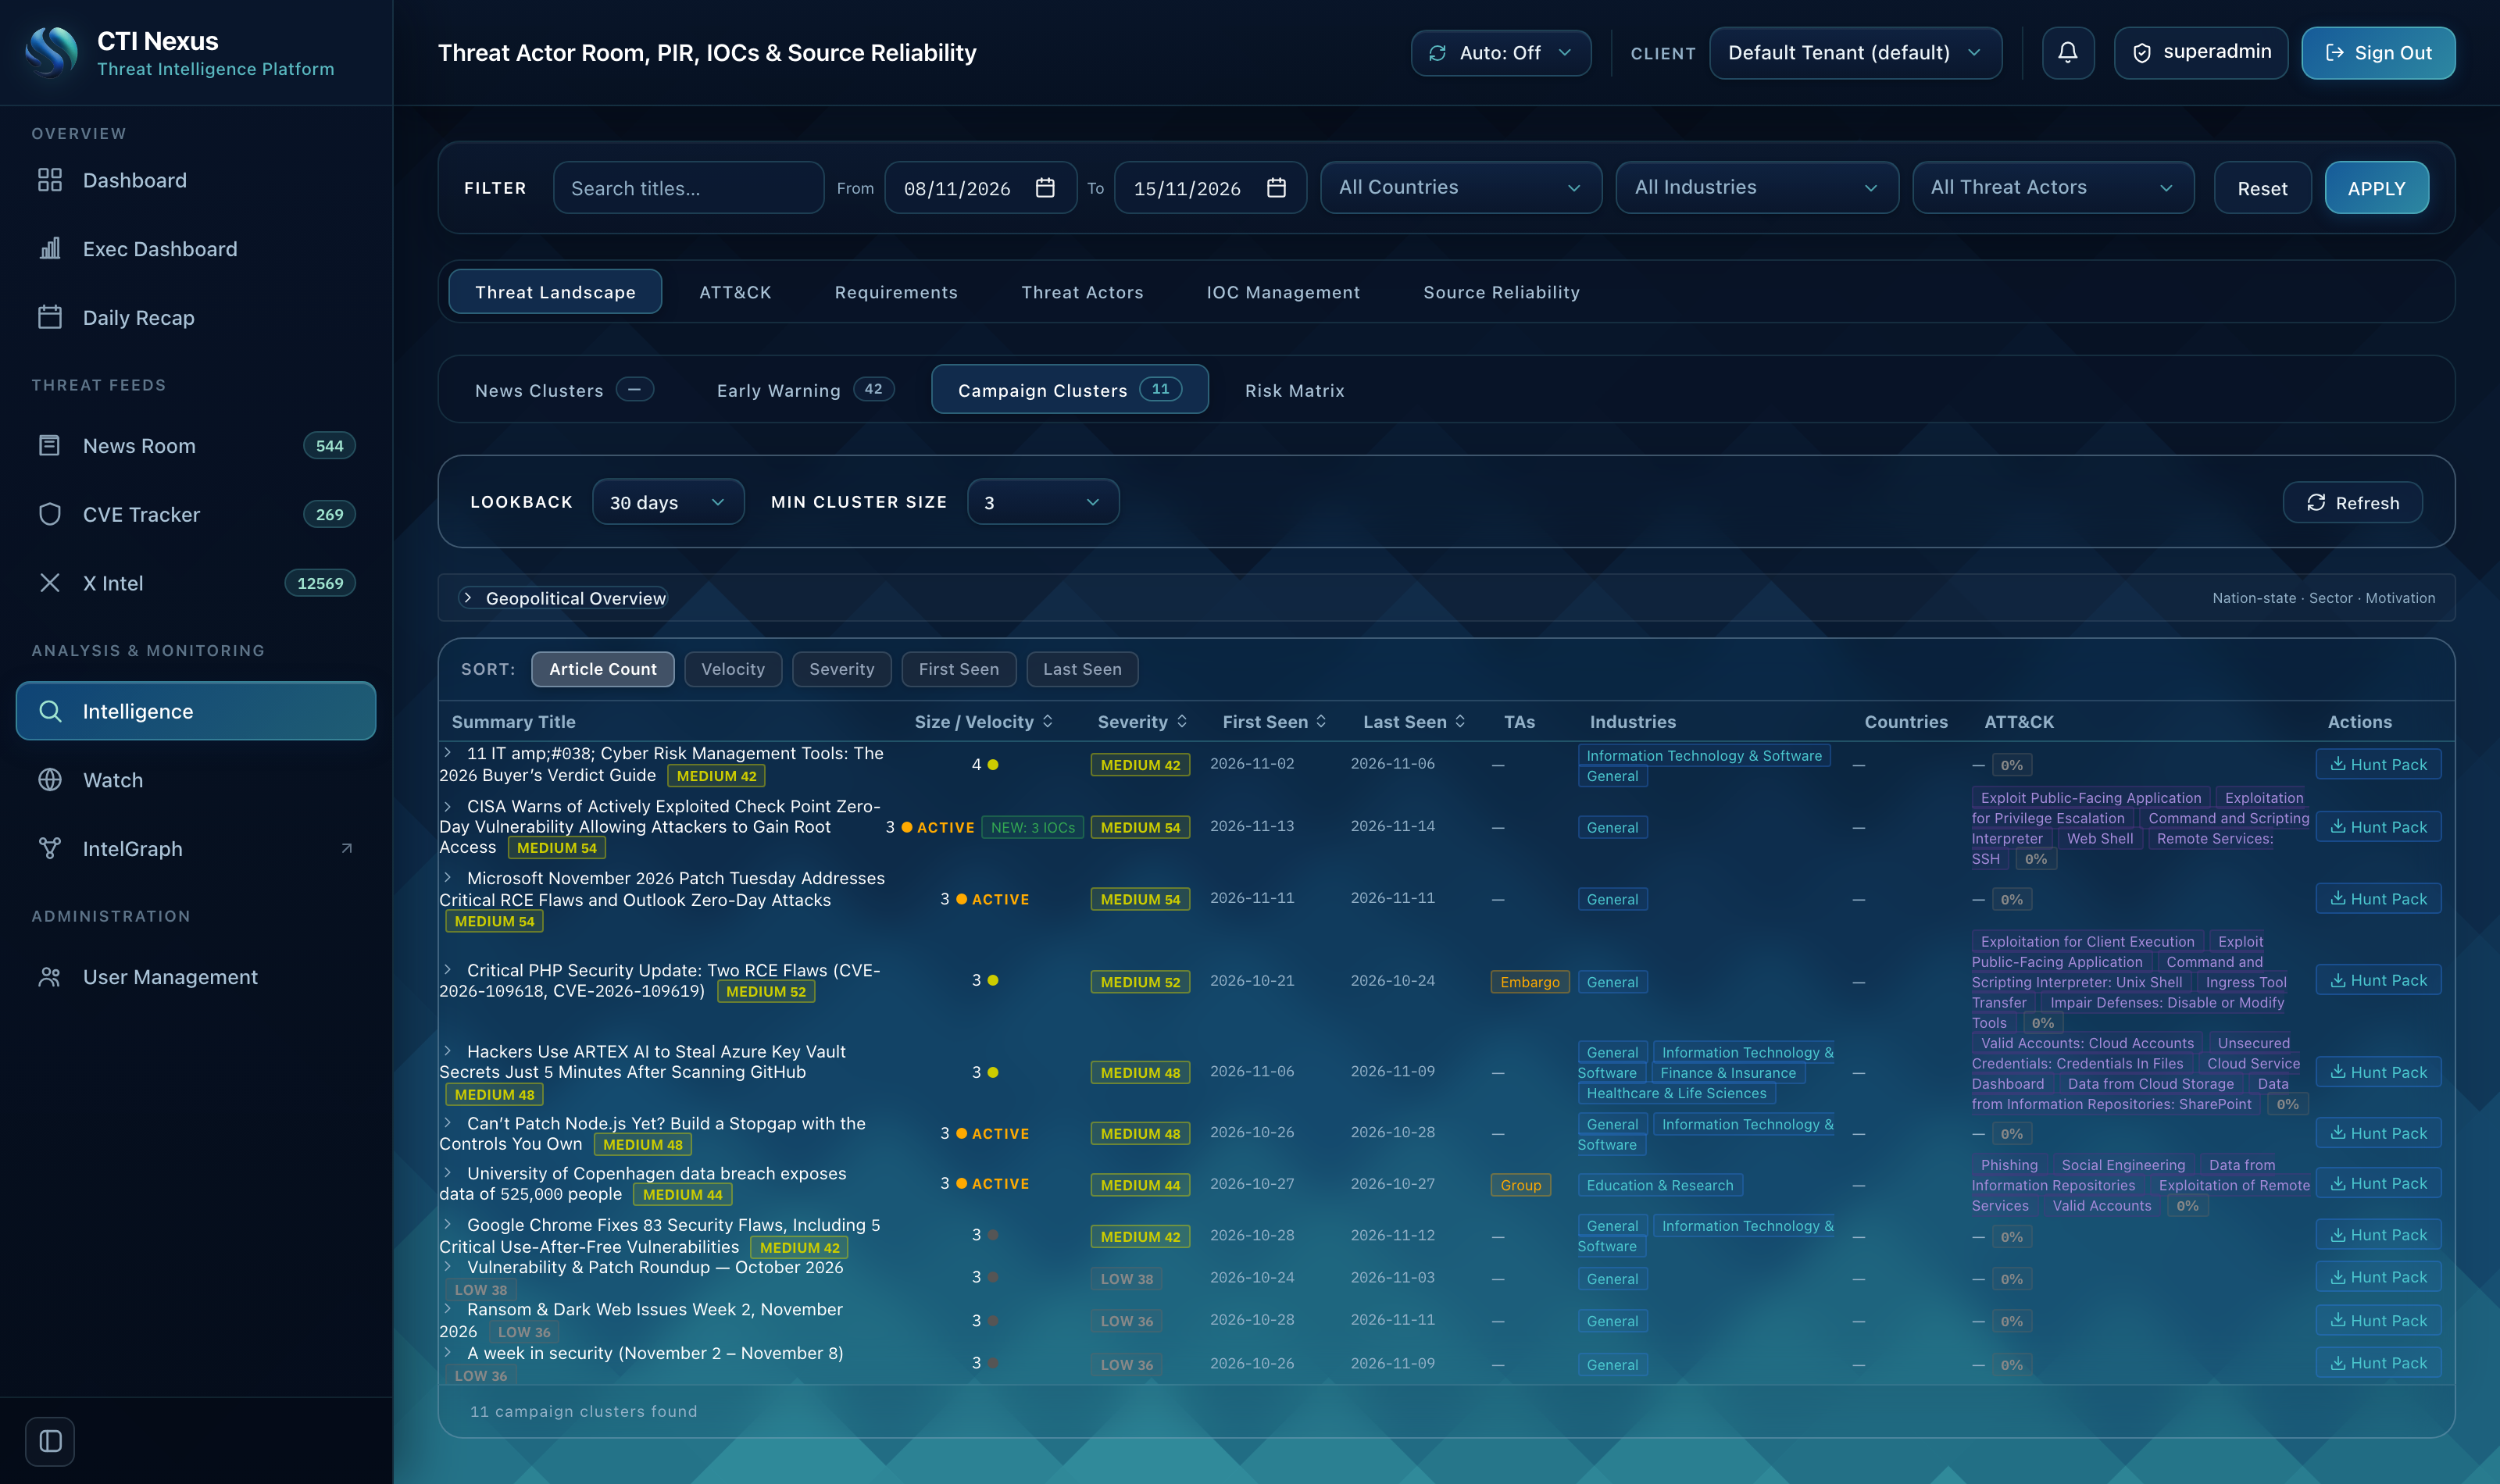 CTI Nexus
Threat Intelligence Platform
Threat Actor Room, PIR, IOCs & Source Reliability
Auto: Off
CLIENT
Default Tenant (default)
superadmin
Sign Out
OVERVIEW
Dashboard
Exec Dashboard
Daily Recap
THREAT FEEDS
News Room 544
CVE Tracker 269
X Intel 12569
ANALYSIS & MONITORING
Intelligence
Watch
IntelGraph
ADMINISTRATION
User Management
FILTER Search titles... From 08/11/2026 To 15/11/2026 All Countries All Industries All Threat Actors Reset APPLY
Threat Landscape ATT&CK Requirements Threat Actors IOC Management Source Reliability
News Clusters — Early Warning 42 Campaign Clusters 11 Risk Matrix
LOOKBACK 30 days MIN CLUSTER SIZE 3 Refresh
Geopolitical Overview Nation-state · Sector · Motivation
SORT: Article Count Velocity Severity First Seen Last Seen
Summary Title Size / Velocity Severity First Seen Last Seen TAs Industries Countries ATT&CK Actions
11 IT amp;#038; Cyber Risk Management Tools: The
2026 Buyer’s Verdict Guide MEDIUM 42
4 MEDIUM 42 2026-11-02 2026-11-06 —
Information Technology & Software
General
— — 0% Hunt Pack
CISA Warns of Actively Exploited Check Point Zero-
Day Vulnerability Allowing Attackers to Gain Root
Access MEDIUM 54
3 ACTIVE NEW: 3 IOCs MEDIUM 54 2026-11-13 2026-11-14 — General —
Exploit Public-Facing Application Exploitation
for Privilege Escalation Command and Scripting
Interpreter Web Shell Remote Services:
SSH 0%
Hunt Pack
Microsoft November 2026 Patch Tuesday Addresses
Critical RCE Flaws and Outlook Zero-Day Attacks
MEDIUM 54
3 ACTIVE MEDIUM 54 2026-11-11 2026-11-11 — General — — 0% Hunt Pack
Critical PHP Security Update: Two RCE Flaws (CVE-
2026-109618, CVE-2026-109619) MEDIUM 52
3 MEDIUM 52 2026-10-21 2026-10-24 Embargo General —
Exploitation for Client Execution Exploit
Public-Facing Application Command and
Scripting Interpreter: Unix Shell Ingress Tool
Transfer Impair Defenses: Disable or Modify
Tools 0%
Hunt Pack
Hackers Use ARTEX AI to Steal Azure Key Vault
Secrets Just 5 Minutes After Scanning GitHub
MEDIUM 48
3 MEDIUM 48 2026-11-06 2026-11-09 —
General Information Technology &
Software Finance & Insurance
Healthcare & Life Sciences
—
Valid Accounts: Cloud Accounts Unsecured
Credentials: Credentials In Files Cloud Service
Dashboard Data from Cloud Storage Data
from Information Repositories: SharePoint 0%
Hunt Pack
Can’t Patch Node.js Yet? Build a Stopgap with the
Controls You Own MEDIUM 48
3 ACTIVE MEDIUM 48 2026-10-26 2026-10-28 —
General Information Technology &
Software
— — 0% Hunt Pack
University of Copenhagen data breach exposes
data of 525,000 people MEDIUM 44
3 ACTIVE MEDIUM 44 2026-10-27 2026-10-27 Group Education & Research —
Phishing Social Engineering Data from
Information Repositories Exploitation of Remote
Services Valid Accounts 0%
Hunt Pack
Google Chrome Fixes 83 Security Flaws, Including 5
Critical Use-After-Free Vulnerabilities MEDIUM 42
3 MEDIUM 42 2026-10-28 2026-11-12 —
General Information Technology &
Software
— — 0% Hunt Pack
Vulnerability & Patch Roundup — October 2026
LOW 38
3 LOW 38 2026-10-24 2026-11-03 — General — — 0% Hunt Pack
Ransom & Dark Web Issues Week 2, November
2026 LOW 36
3 LOW 36 2026-10-28 2026-11-11 — General — — 0% Hunt Pack
A week in security (November 2 – November 8)
LOW 36
3 LOW 36 2026-10-26 2026-11-09 — General — — 0% Hunt Pack
11 campaign clusters found